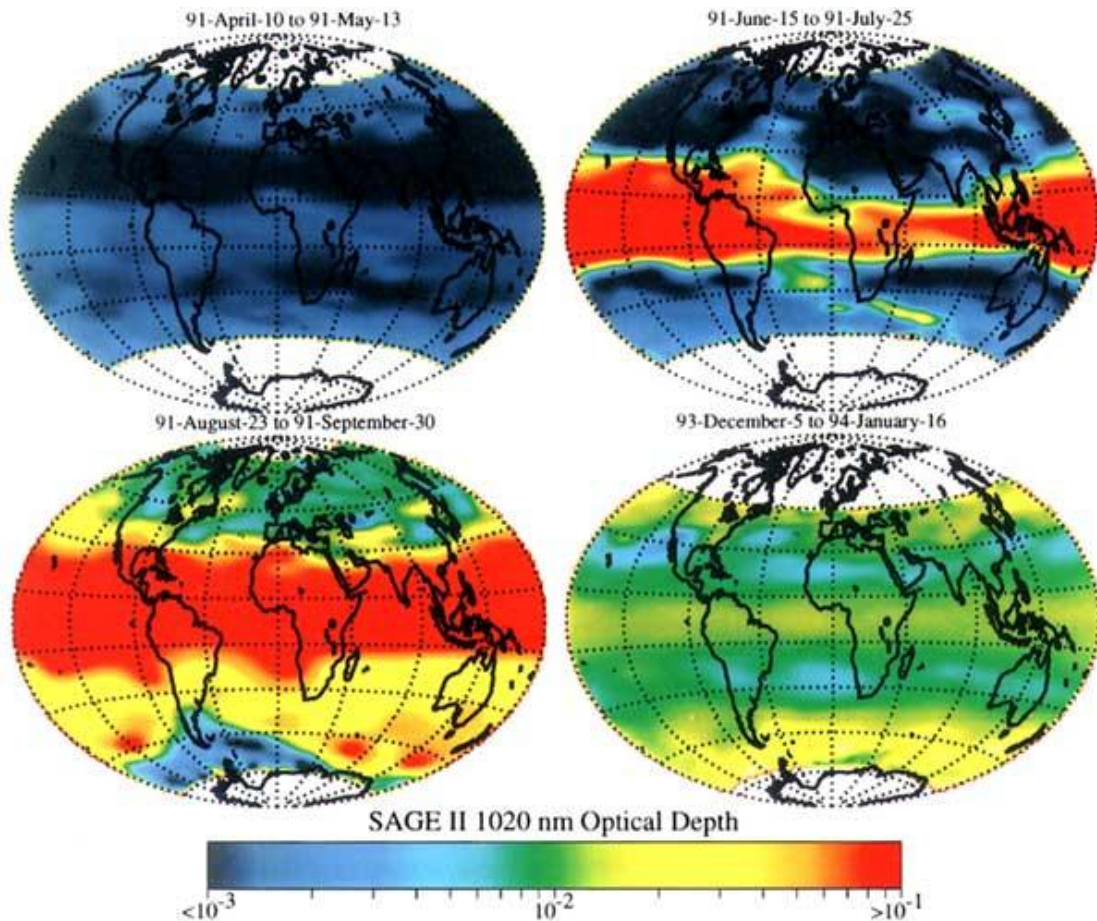 91-April-10 to 91-May-13
91-June-15 to 91-July-25
91-August-23 to 91-September-30
93-December-5 to 94-January-16
SAGE II 1020 nm Optical Depth
<10⁻³ 10⁻² >10⁻¹